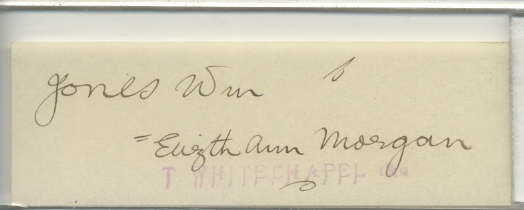 Jones Wm
= Elizth Ann Morgan
T WHITECHAPEL